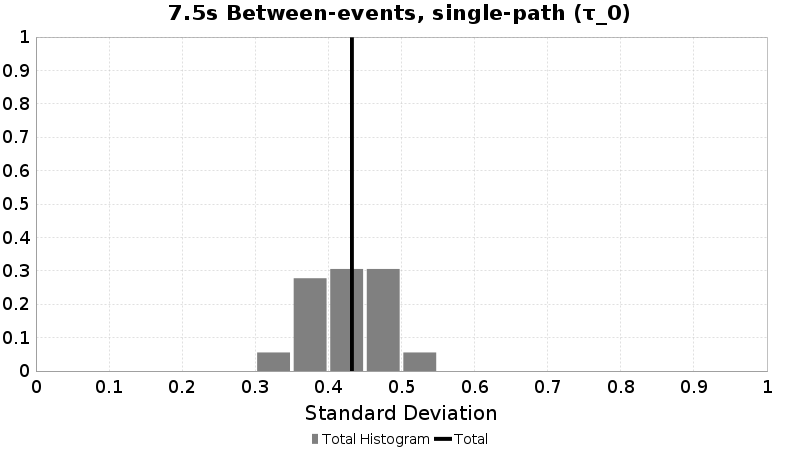 7.5s Between-events, single-path (τ_0)
1
0.9
0.8
0.7
0.6
0.5
0.4
0.3
0.2
0.1
0
0 0.1 0.2 0.3 0.4 0.5 0.6 0.7 0.8 0.9 1
Standard Deviation
Total Histogram Total